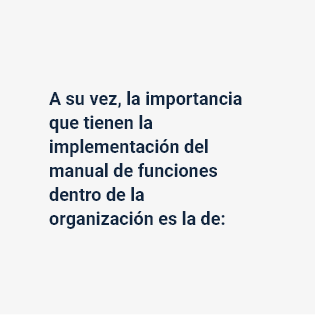 A su vez, la importancia
que tienen la
implementación del
manual de funciones
dentro de la
organización es la de: